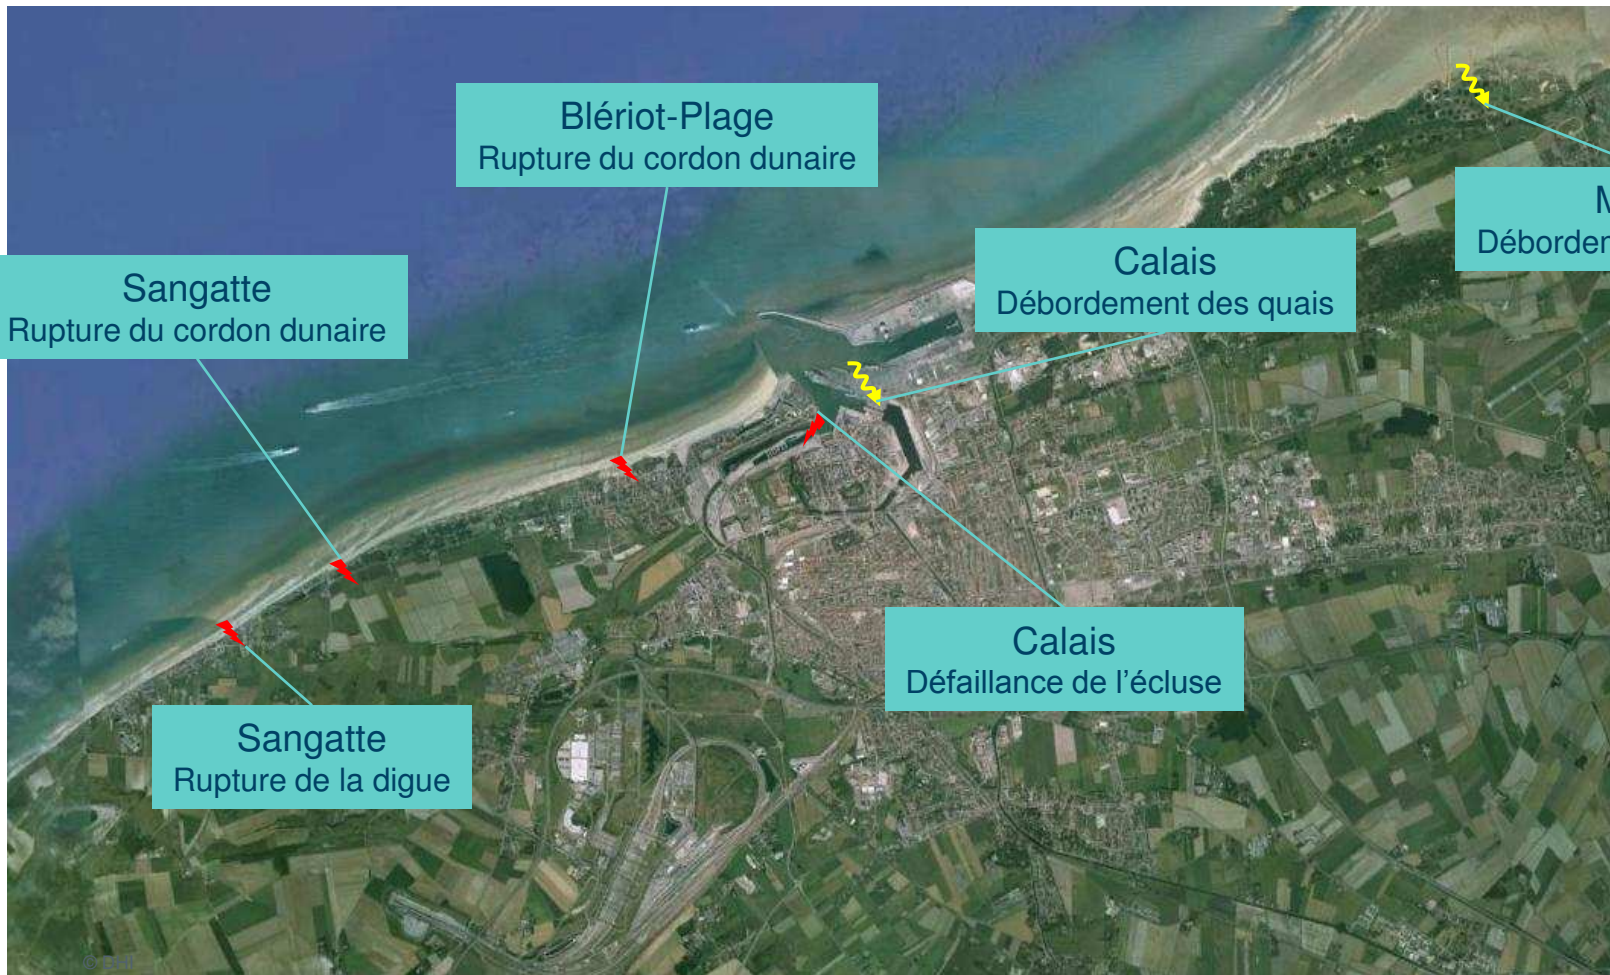 Blériot-Plage
Rupture du cordon dunaire
Calais
Débordement des quais
Sangatte
Rupture du cordon dunaire
Calais
Défaillance de l'écluse
Sangatte
Rupture de la digue